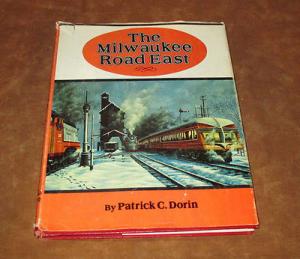 The
Milwaukee
Road East
By Patrick C. Dorin